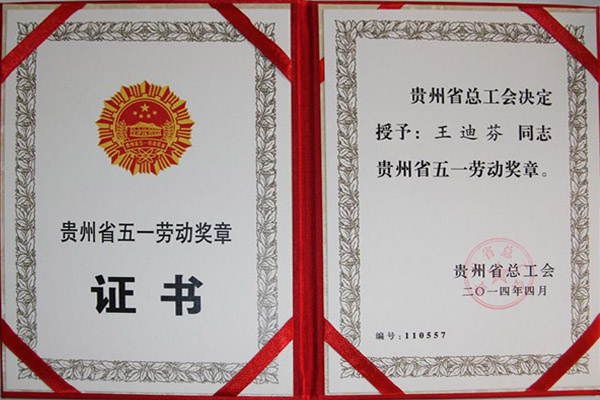 贵州省五一劳动奖章
证书
贵州省总工会决定
授予：王迪芬 同志
贵州省五一劳动奖章。
贵州省总工会
二〇一四年四月
编号：110557